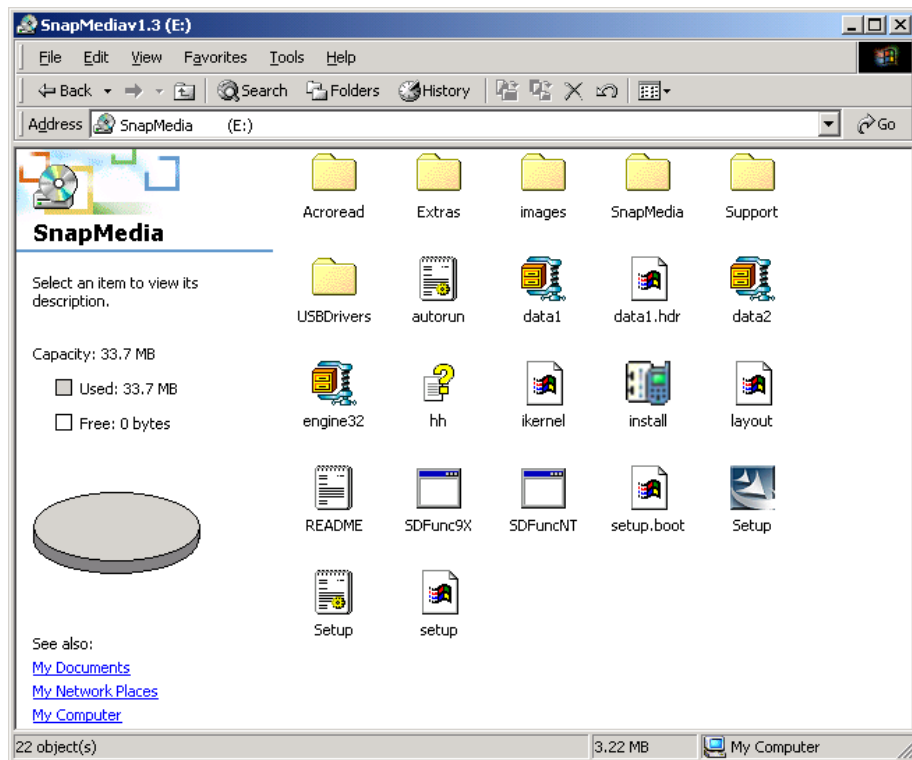 SnapMediav1.3 (E:)
File Edit View Favorites Tools Help
Back Search Folders History
Address SnapMedia (E:) Go
SnapMedia
Select an item to view its
description.
Capacity: 33.7 MB
Used: 33.7 MB
Free: 0 bytes
See also:
My Documents
My Network Places
My Computer
Acroread Extras images SnapMedia Support
USBDrivers autorun data1 data1.hdr data2
engine32 hh ikernel install layout
README SDFunc9X SDFuncNT setup.boot Setup
Setup setup
22 object(s) 3.22 MB My Computer